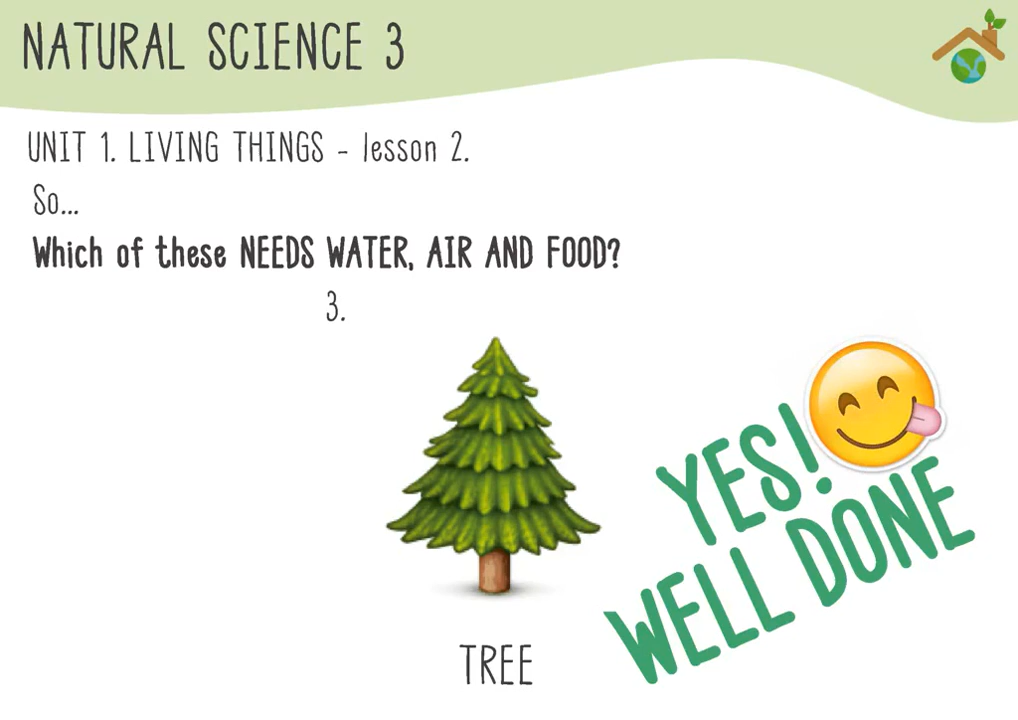 NATURAL SCIENCE 3
UNIT 1. LIVING THINGS - lesson 2.
So...
Which of these NEEDS WATER, AIR AND FOOD?
3.
YES!
WELL DONE
TREE